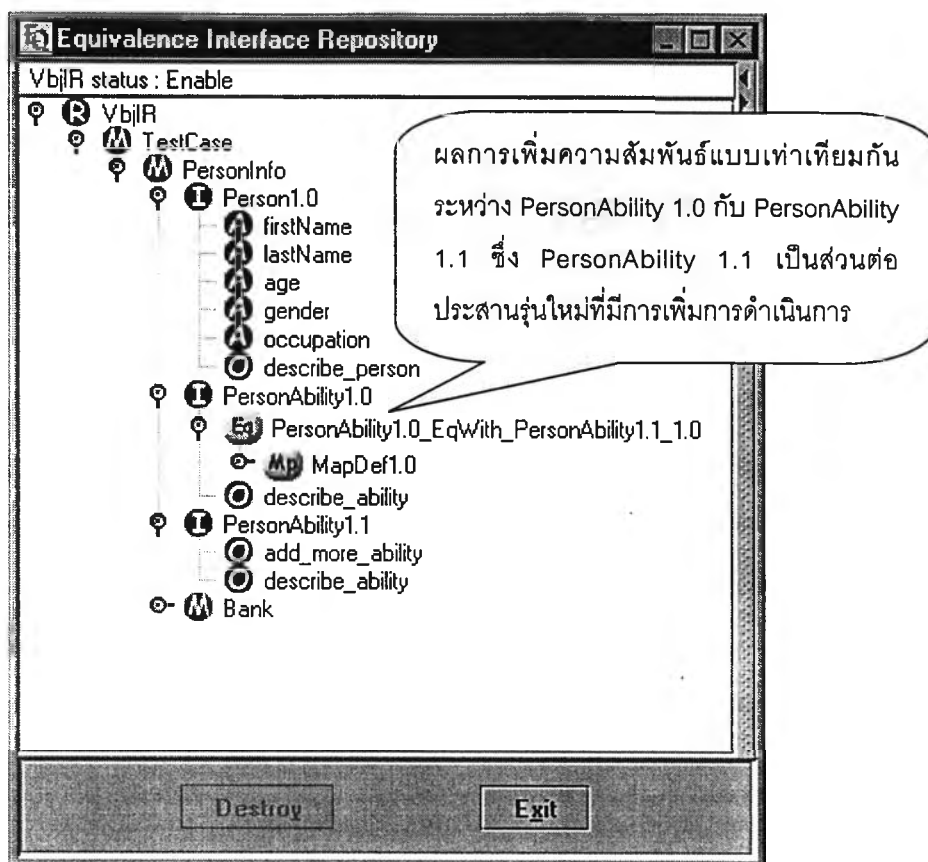 Equivalence Interface Repository
VbjIR status : Enable
VbjIR
TestCase
PersonInfo
Person1.0
firstName
lastName
age
gender
occupation
describe_person
PersonAbility1.0
PersonAbility1.0_EqWith_PersonAbility1.1_1.0
MapDef1.0
describe_ability
PersonAbility1.1
add_more_ability
describe_ability
Bank
ผลการเพิ่มความสัมพันธ์แบบเท่าเทียมกัน
ระหว่าง PersonAbility 1.0 กับ PersonAbility
1.1 ซึ่ง PersonAbility 1.1 เป็นส่วนต่อ
ประสานรุ่นใหม่ที่มีการเพิ่มการดำเนินการ
Destroy
Exit